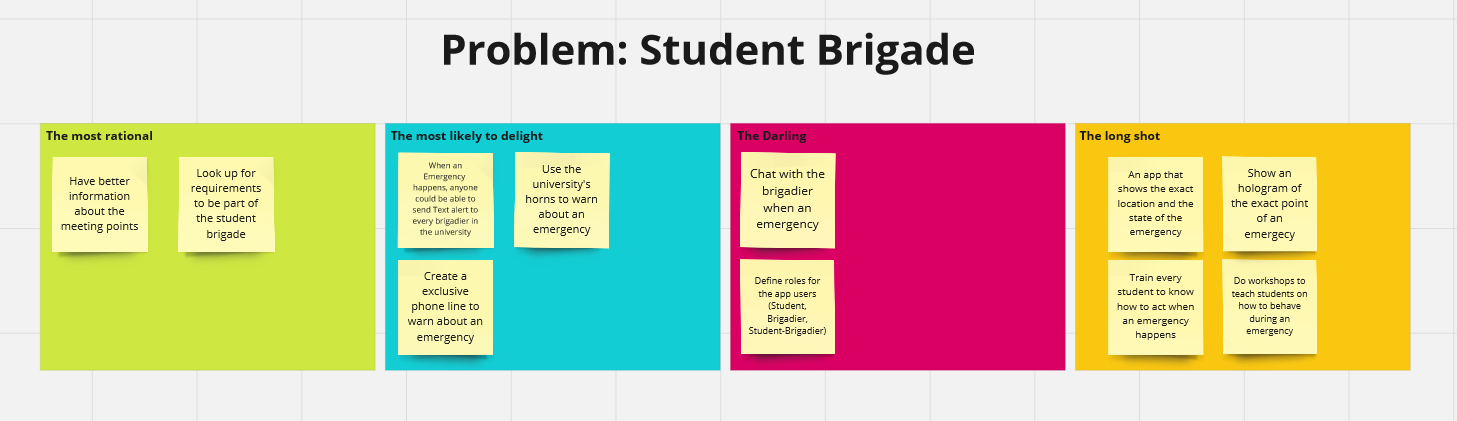 Problem: Student Brigade
The most rational
Have better
information
about the
meeting points
Look up for
requirements
to be part of
the student
brigade
The most likely to delight
When an
Emergency
happens, anyone
could be able to
send Text alert to
every brigadier in
the university
Use the
university's
horns to warn
about an
emergency
Create a
exclusive
phone line to
warn about an
emergency
The Darling
Chat with the
brigadier
when an
emergency
Define roles for
the app users
(Student,
Brigadier,
Student-Brigadier)
The long shot
An app that
shows the exact
location and the
state of the
emergency
Show an
hologram of
the exact point
of an
emergecy
Train every
student to know
how to act when
an emergency
happens
Do workshops to
teach students on
how to behave
during an
emergency